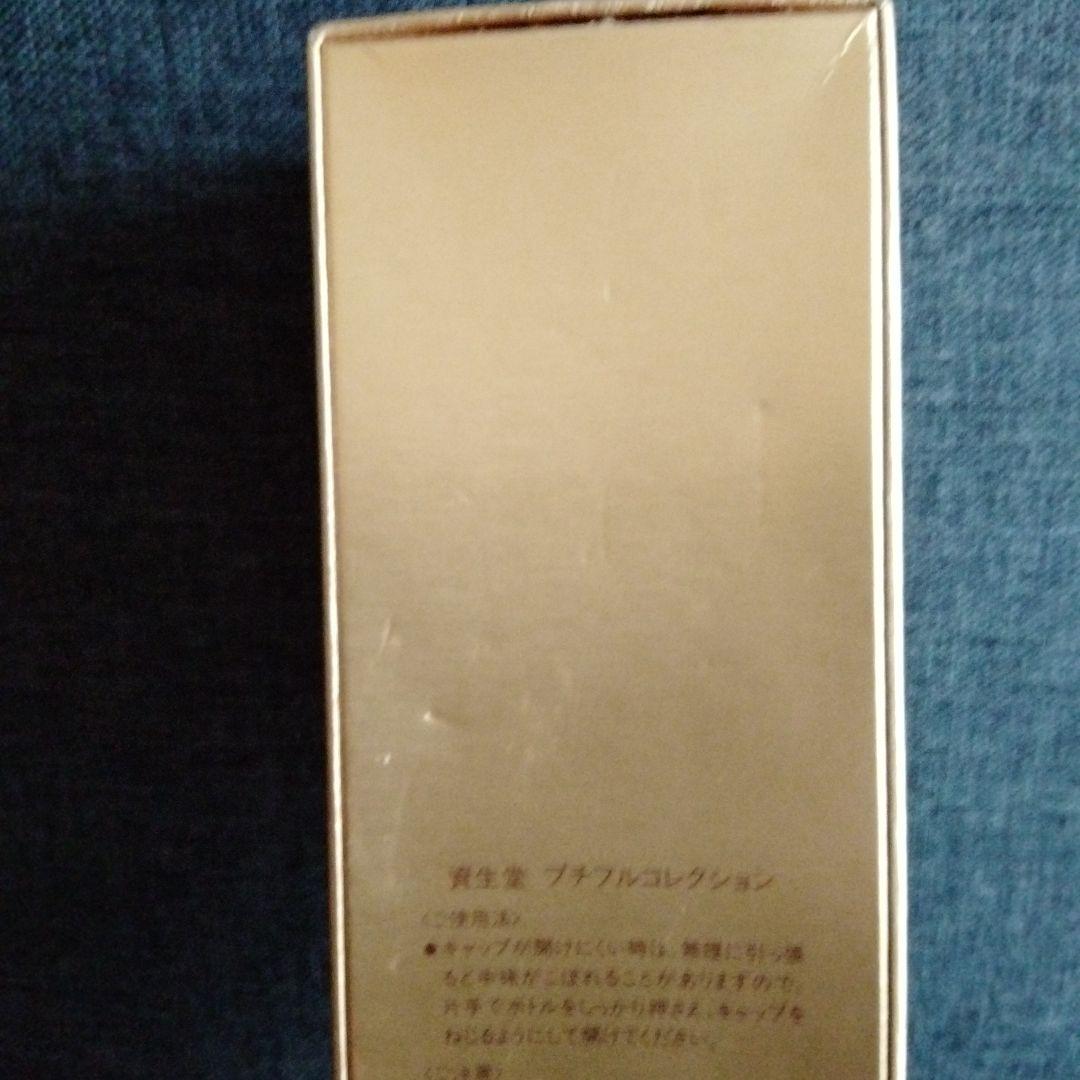 資生堂 プチフルコレクション
〈ご使用法〉
●キャップが開けにくい時は、無理に引っ張
ると中味がこぼれることがありますので、
片手でボトルをしっかり押さえ、キャップを
ねじるようにして開けてください。
〈ご注意〉